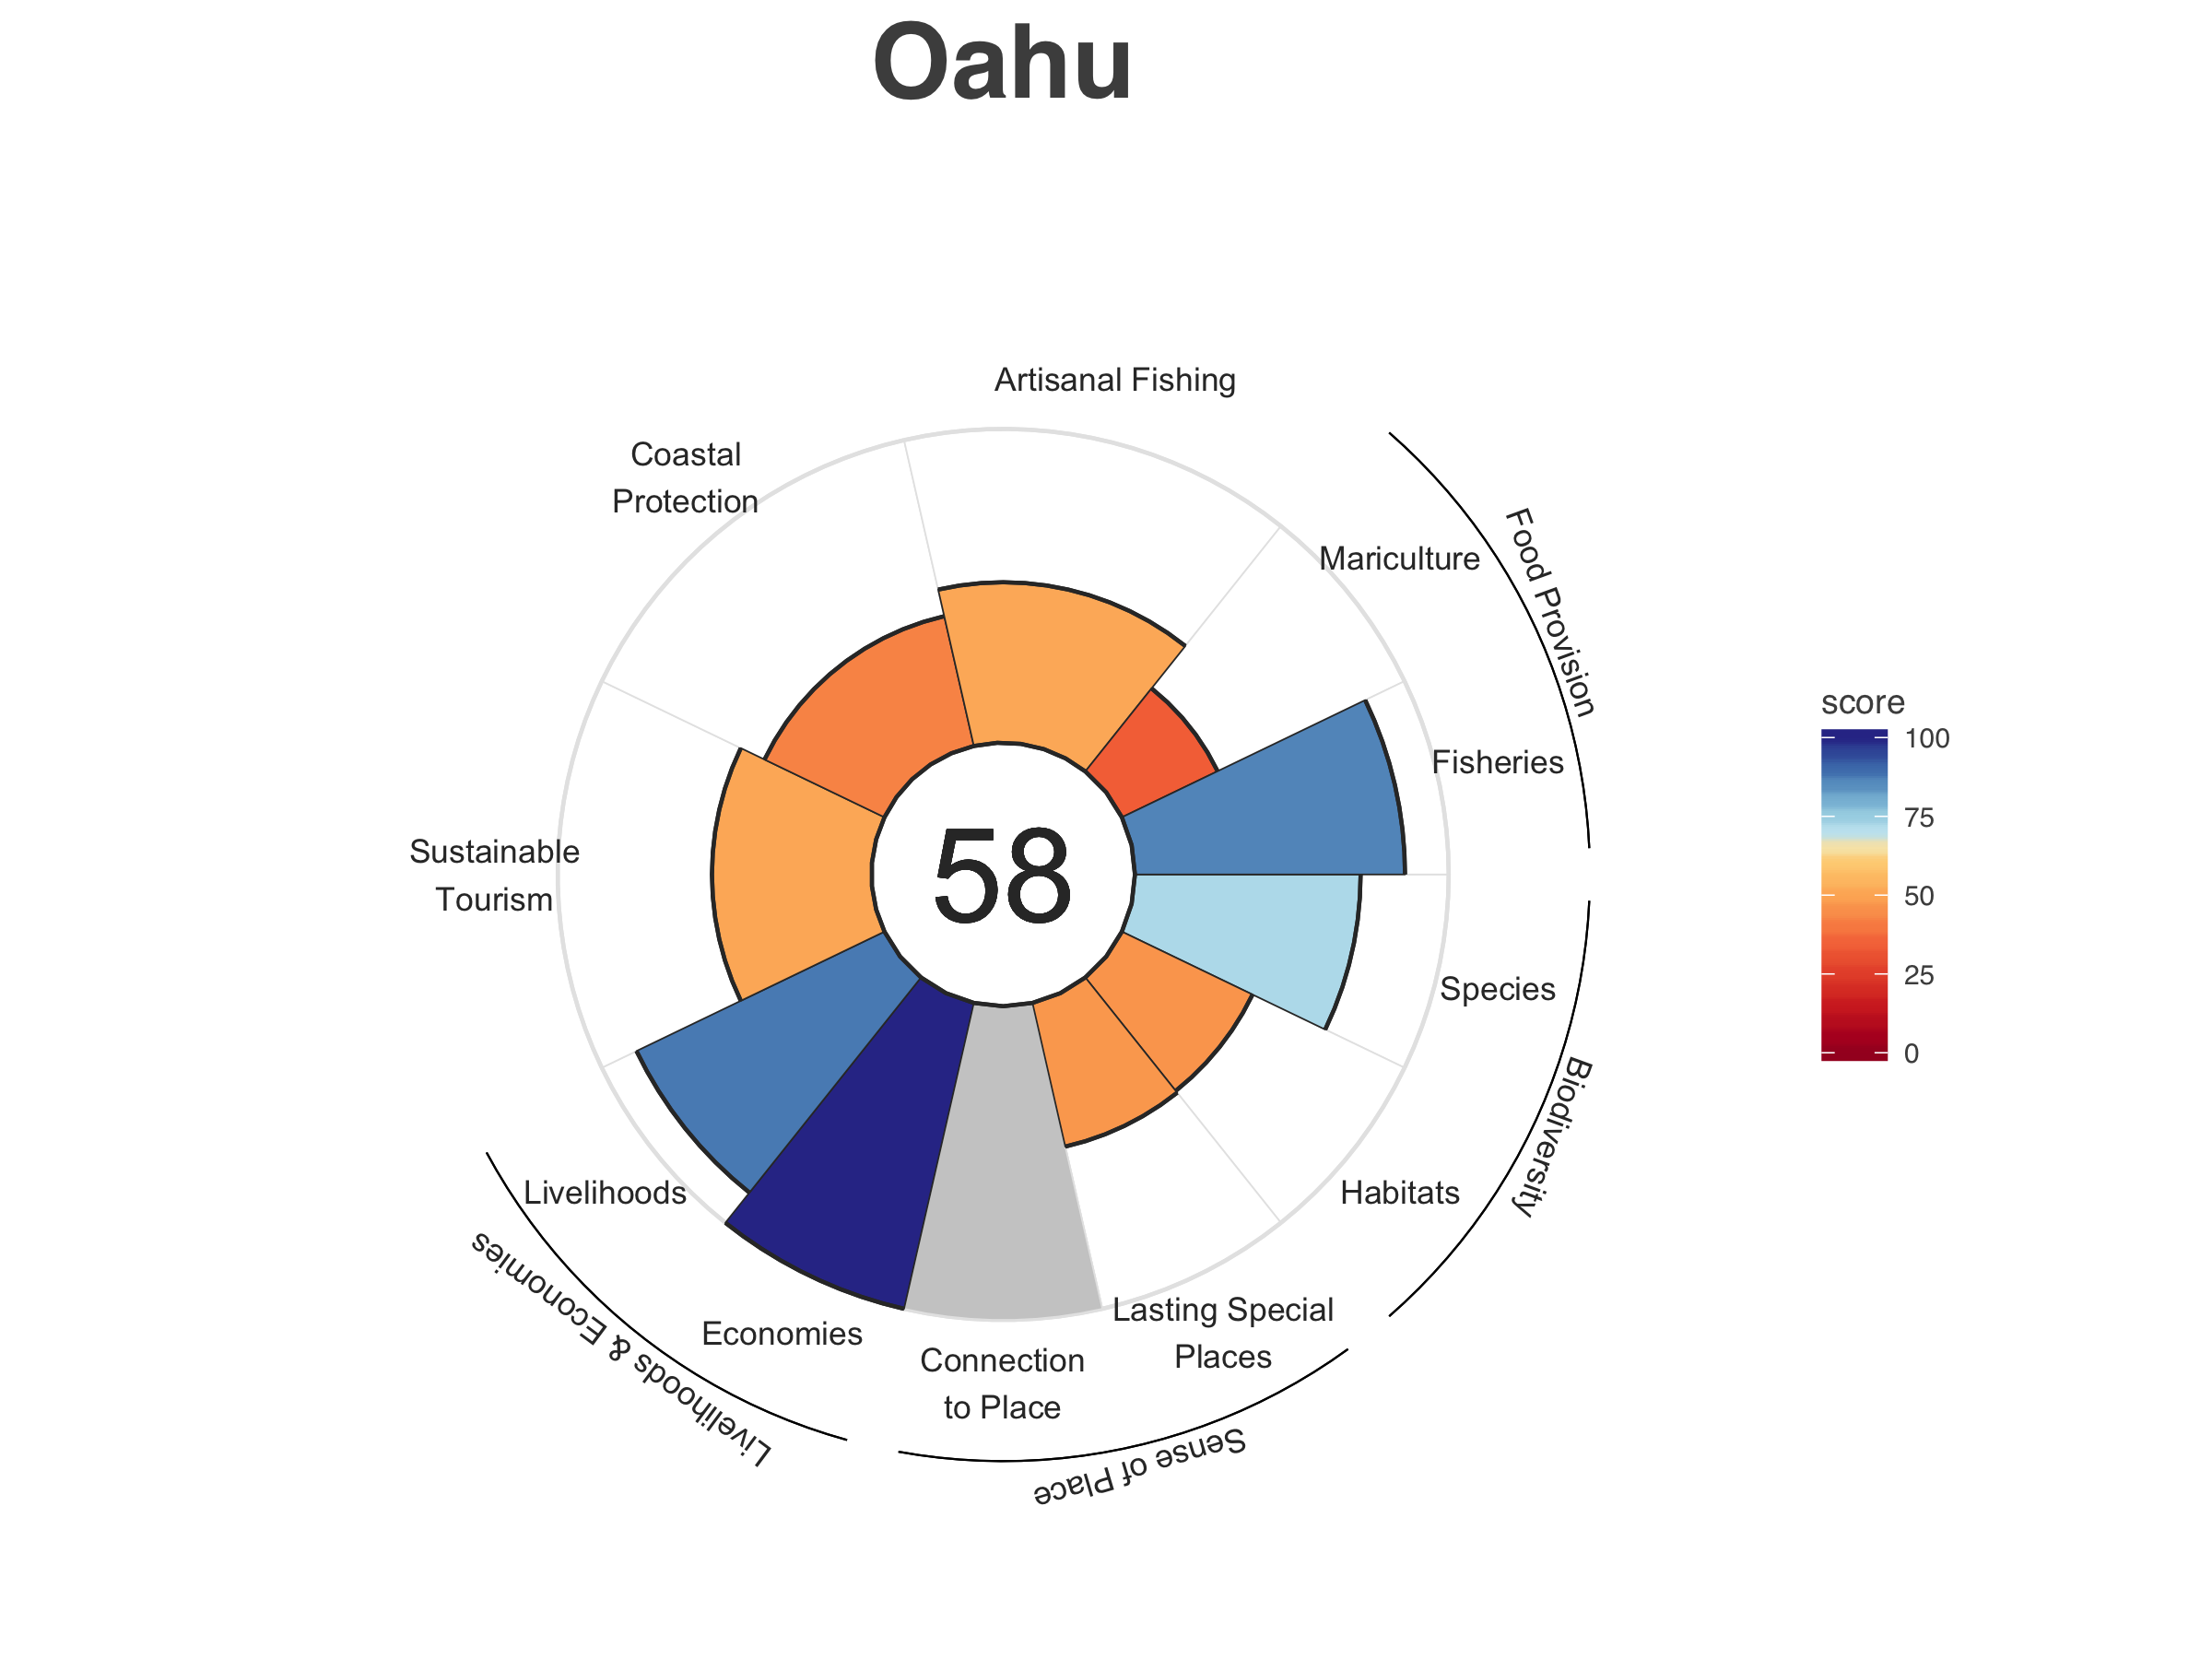 Oahu
Artisanal Fishing
Coastal
Protection
Mariculture
Food Provision
Fisheries
score
100
75
50
25
0
58
Sustainable
Tourism
Species
Biodiversity
Livelihoods
Habitats
Livelihoods & Economies
Economies
Connection
to Place
Lasting Special
Places
Sense of Place